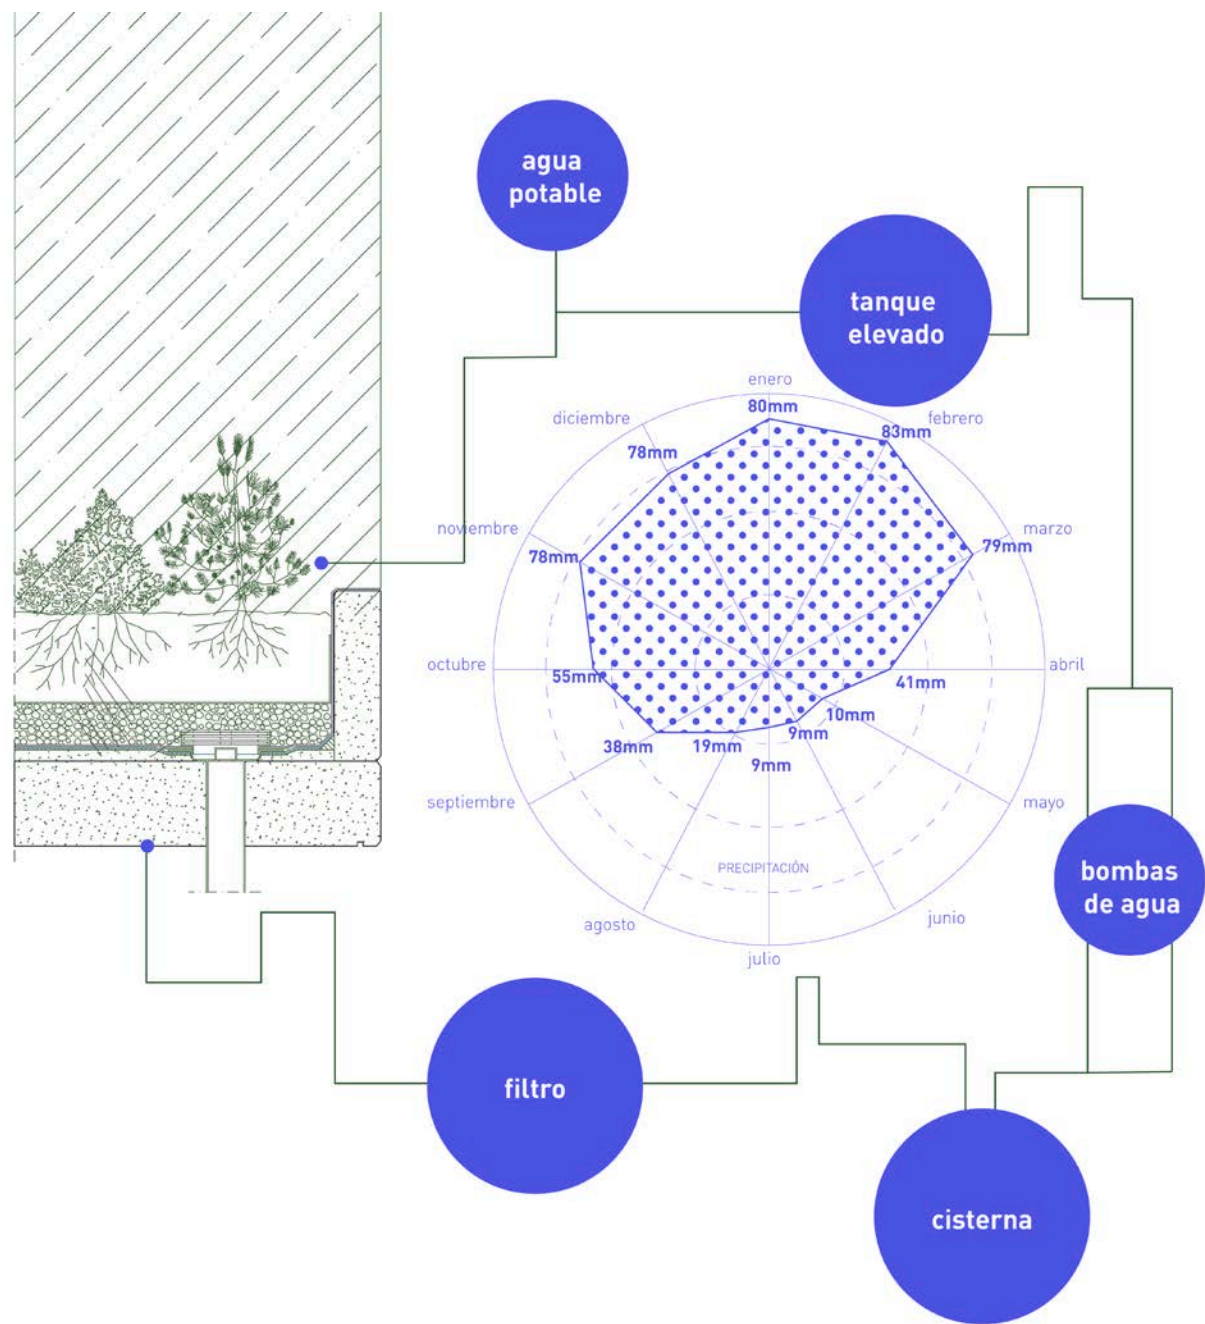 agua
potable
tanque
elevado
enero
80mm
diciembre
febrero
83mm
78mm
noviembre
marzo
79mm
78mm
octubre
abril
55mm
41mm
10mm
9mm
38mm
19mm
9mm
septiembre
mayo
PRECIPITACIÓN
bombas
de agua
agosto
junio
julio
filtro
cisterna